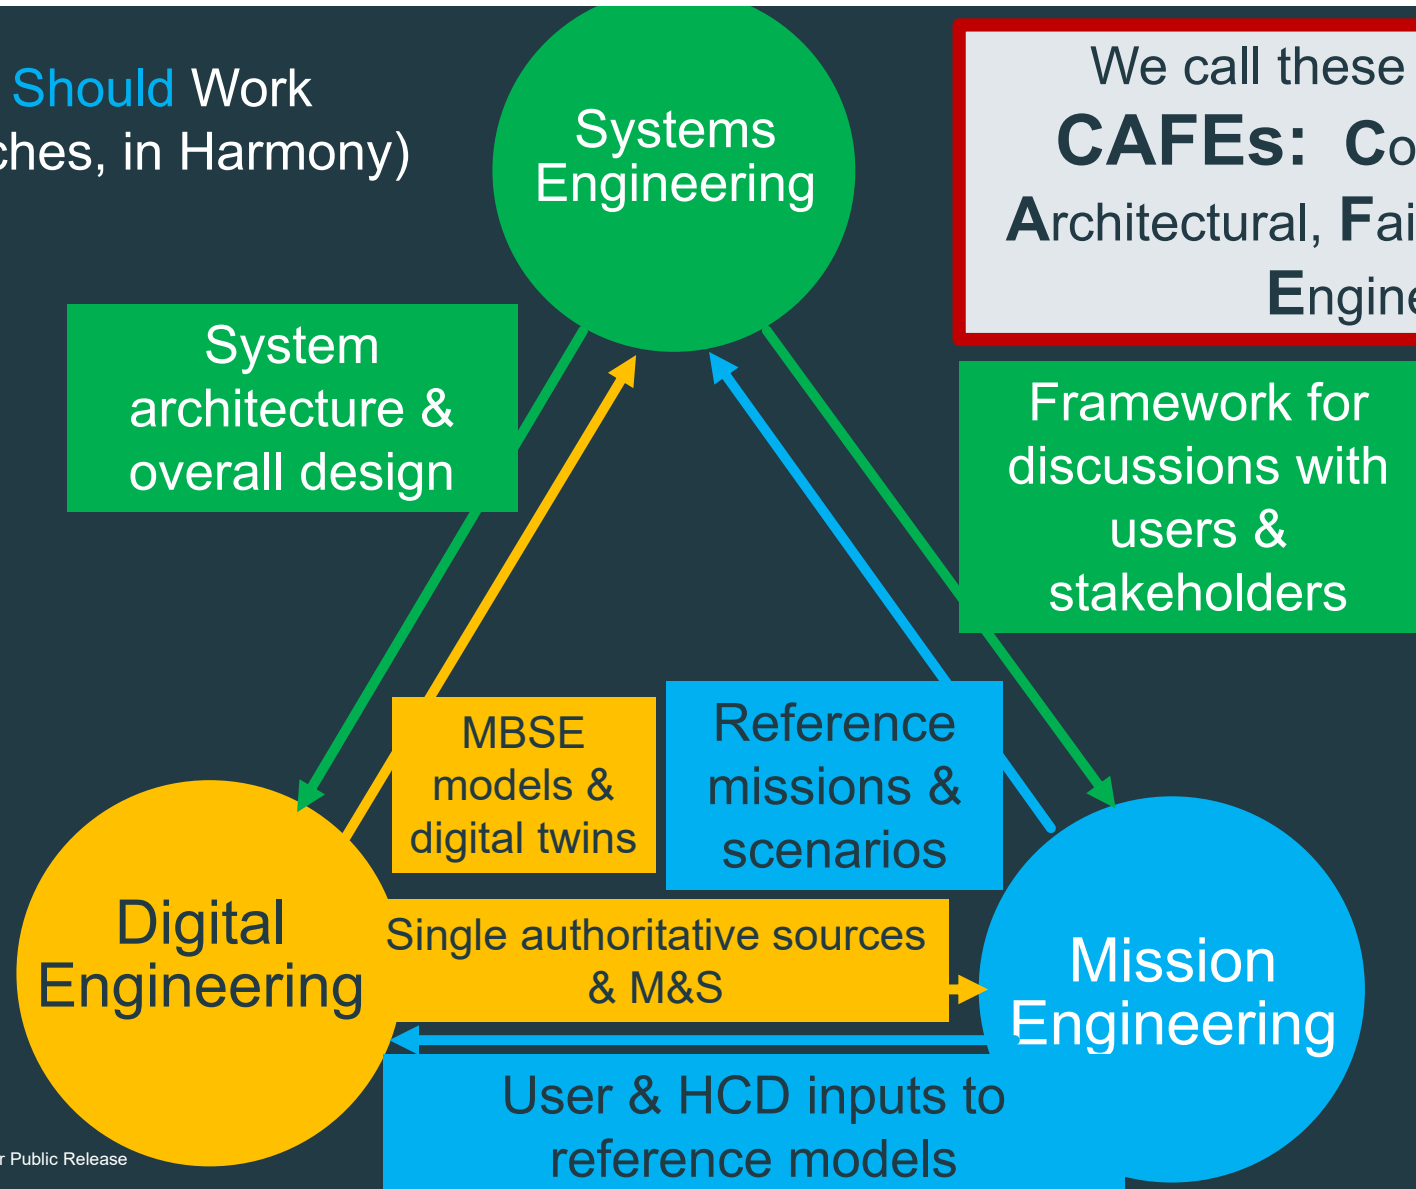 Should Work
ches, in Harmony)
Systems
Engineering
We call these
CAFEs: Co
Architectural, Fai
Engine
System
architecture &
overall design
Framework for
discussions with
users &
stakeholders
MBSE
models &
digital twins
Reference
missions &
scenarios
Digital
Engineering
Single authoritative sources
& M&S
Mission
Engineering
User & HCD inputs to
reference models
r Public Release